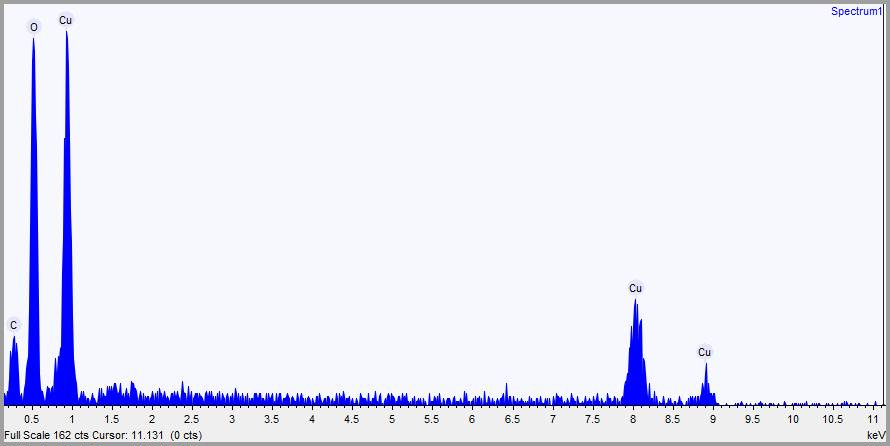 Spectrum1
O Cu
C
Cu
Cu
0.5 1 1.5 2 2.5 3 3.5 4 4.5 5 5.5 6 6.5 7 7.5 8 8.5 9 9.5 10 10.5 11
Full Scale 162 cts Cursor: 11.131 (0 cts) keV